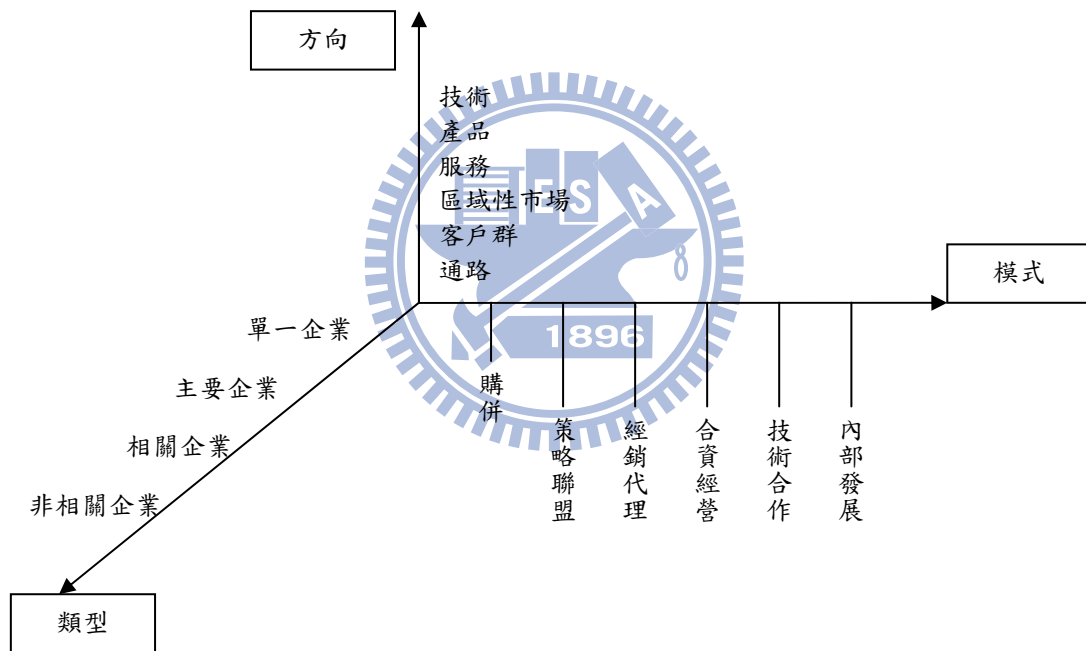 方向
技術
產品
服務
區域性市場
客戶群
通路
模式
ESA
1896
單一企業
主要企業
相關企業
非相關企業
購併
策略聯盟
經銷代理
合資經營
技術合作
內部發展
類型